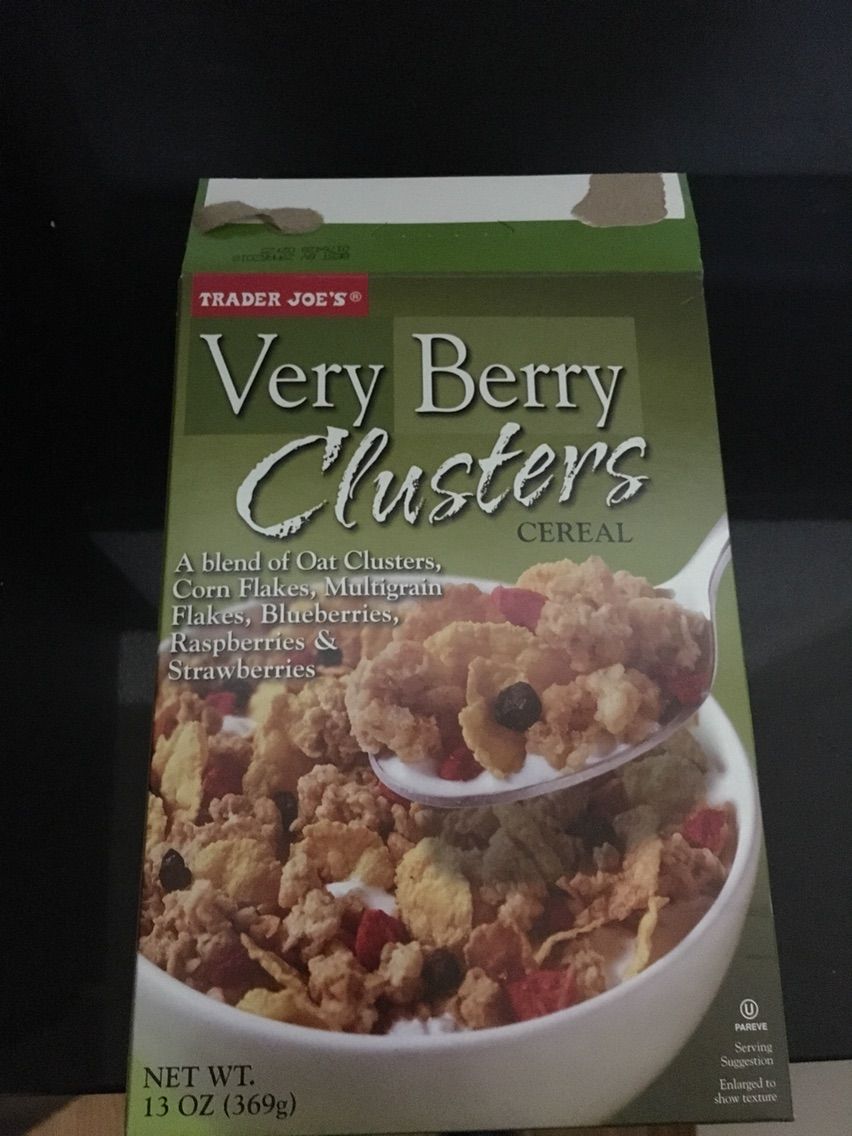 TRADER JOE'S®
Very Berry
Clusters
CEREAL
A blend of Oat Clusters,
Corn Flakes, Multigrain
Flakes, Blueberries,
Raspberries &
Strawberries
U
PAREVE
Serving
Suggestion
Enlarged to
show texture
NET WT.
13 OZ (369g)